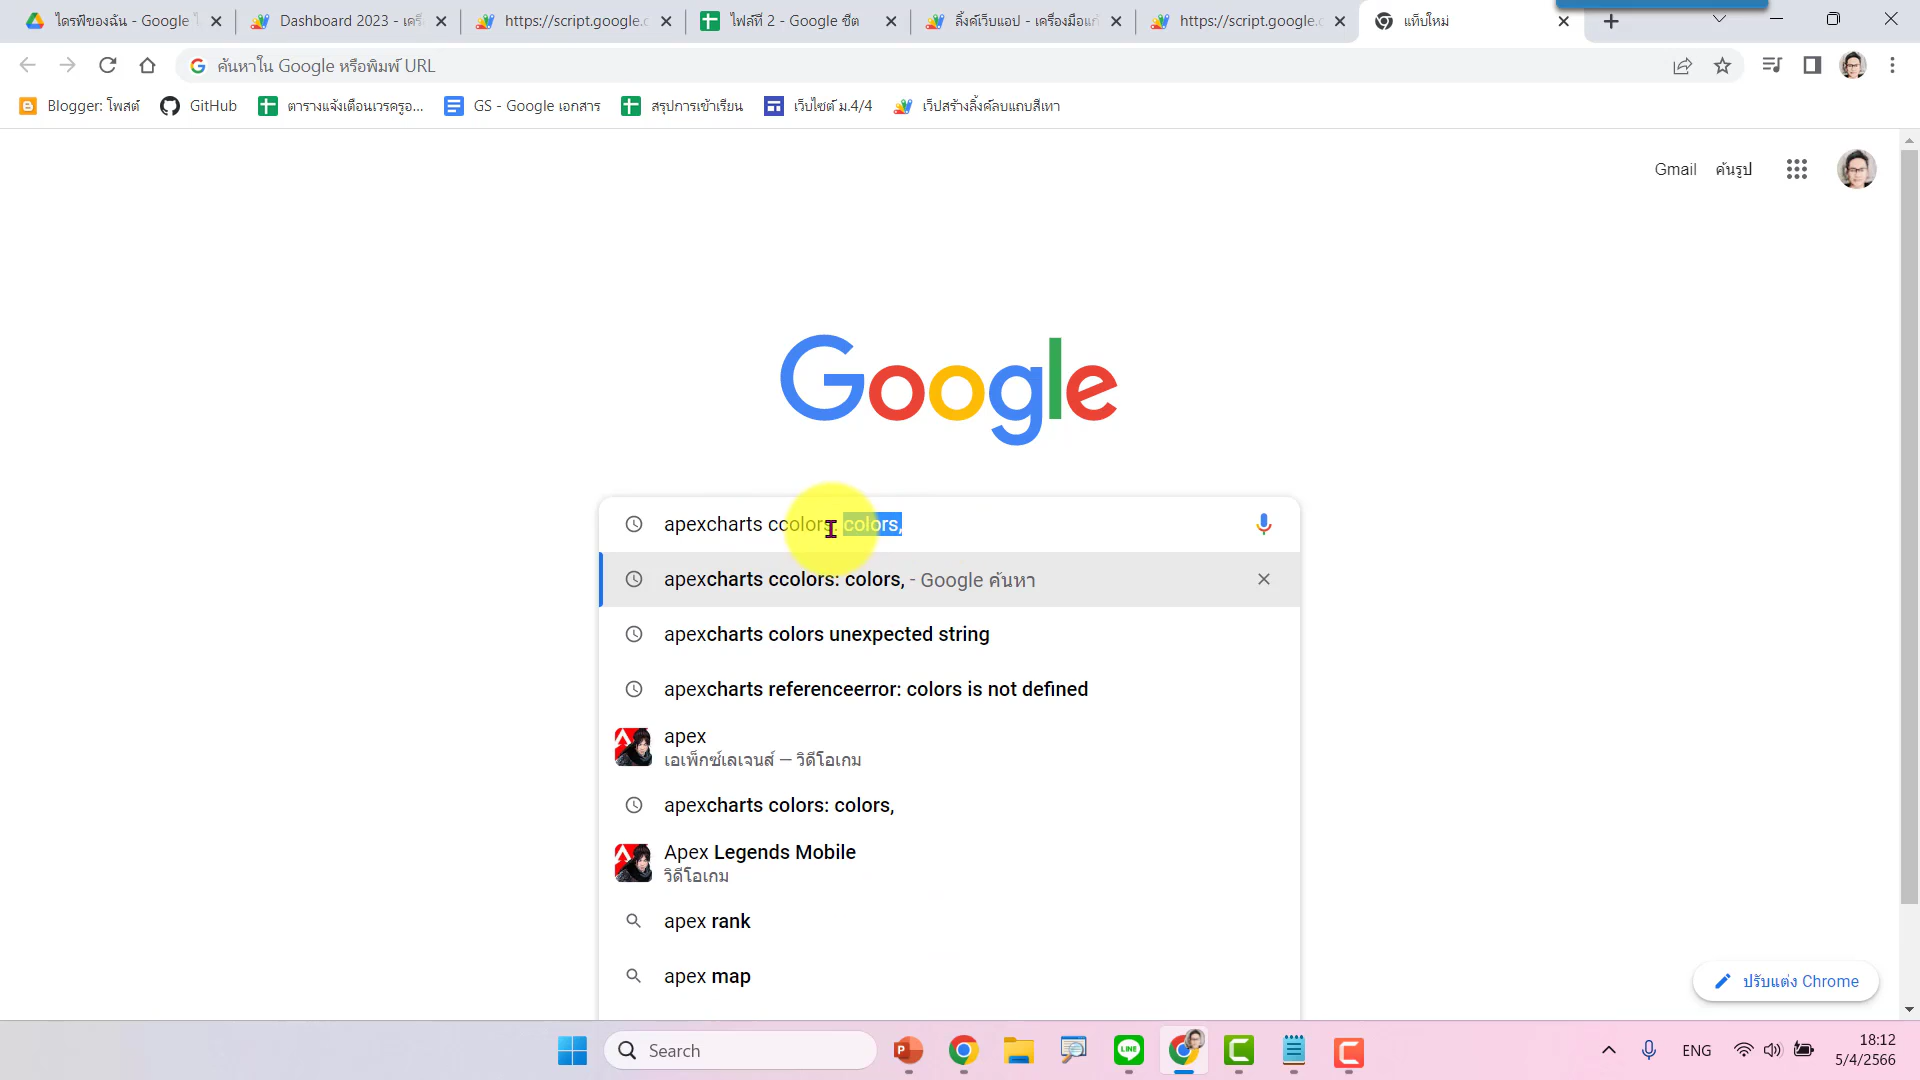 ไดรฟ์ของฉัน - Google
Dashboard 2023 - เครื่
https://script.google.c
ไฟล์ที่ 2 - Google ชีต
ลิ้งค์เว็บแอป - เครื่องมือแก้
https://script.google.c
แท็บใหม่
ค้นหาใน Google หรือพิมพ์ URL
Blogger: โพสต์
GitHub
ตารางแจ้งเตือนเวรครูอ...
GS - Google เอกสาร
สรุปการเข้าเรียน
เว็บไซต์ ม.4/4
เว็ปสร้างลิ้งค์ลบแถบสีเทา
Gmail
ค้นรูป
Google
apexcharts ccolors: colors,
apexcharts ccolors: colors, - Google ค้นหา
apexcharts colors unexpected string
apexcharts referenceerror: colors is not defined
apex
เอเพ็กซ์เลเจนส์ — วิดีโอเกม
apexcharts colors: colors,
Apex Legends Mobile
วิดีโอเกม
apex rank
apex map
ปรับแต่ง Chrome
Search
LINE
ENG
18:12
5/4/2566